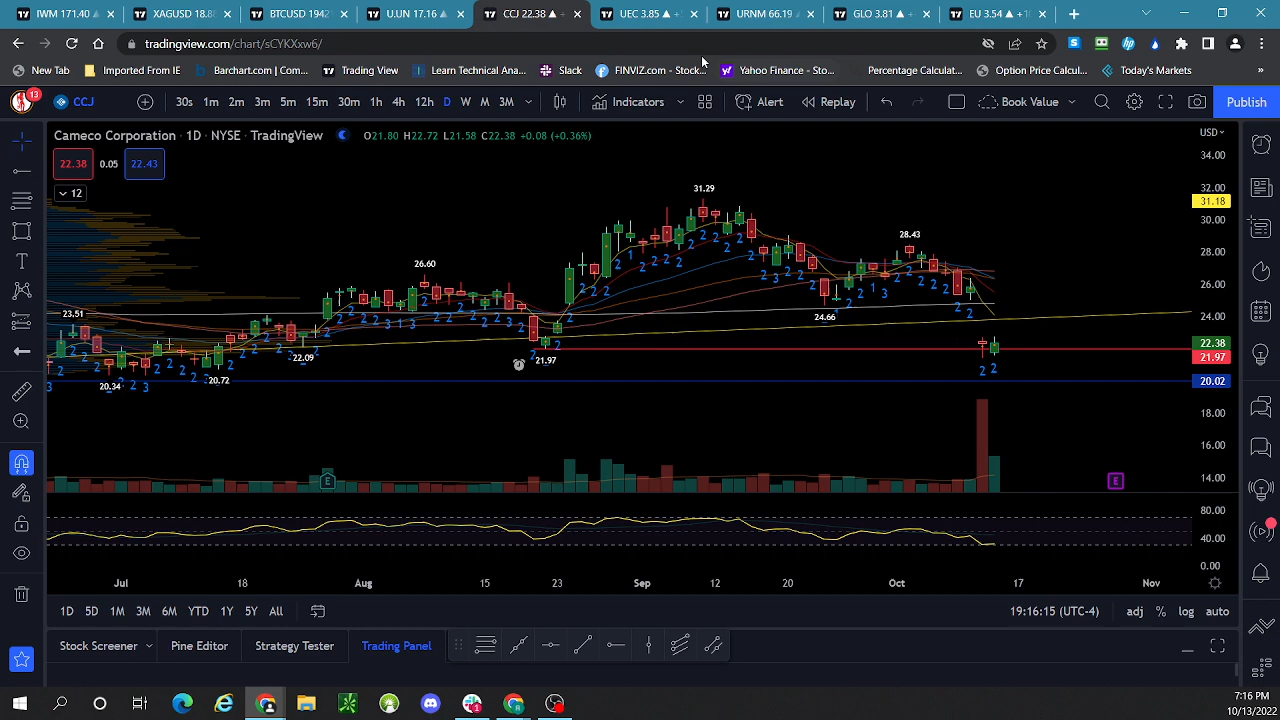 IWM 171.40
XAGUSD 18.88
BTCUSD 1942
U.UN 17.16
CCJ 22.38
UEC 3.85
URNM 66.19
GLO 3.81
EU 3.54
tradingview.com/chart/sCYKXxw6/
New Tab
Imported From IE
Barchart.com | Com...
Trading View
Learn Technical Ana...
Slack
FINVIZ.com - Stock...
Yahoo Finance - Sto...
Percentage Calculat...
Option Price Calcul...
Today's Markets
»
13
CCJ
30s 1m 2m 3m 5m 15m 30m 1h 4h 12h D W M 3M
Indicators
Alert
Replay
Book Value
Publish
Cameco Corporation · 1D · NYSE · TradingView
O21.80 H22.72 L21.58 C22.38 +0.08 (+0.36%)
USD
22.38 0.05 22.43
12
34.00
32.00
31.18
30.00
28.00
26.00
24.00
22.38
21.97
20.02
18.00
16.00
14.00
80.00
40.00
0.00
31.29
28.43
26.60
24.66
23.51
22.09
21.97
20.34
20.72
E
E
Jul 18 Aug 15 23 Sep 12 20 Oct 17 Nov
1D 5D 1M 3M 6M YTD 1Y 5Y All
19:16:15 (UTC-4)
adj % log auto
Stock Screener
Pine Editor
Strategy Tester
Trading Panel
7:16 PM
10/13/2022